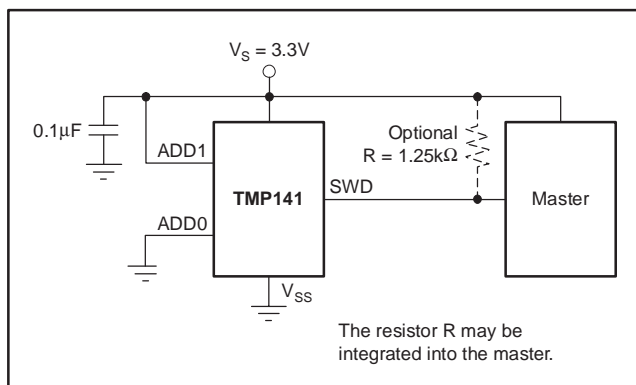 V_S = 3.3V
0.1μF
Optional
R = 1.25kΩ
ADD1
SWD
TMP141
Master
ADD0
V_SS
The resistor R may be
integrated into the master.